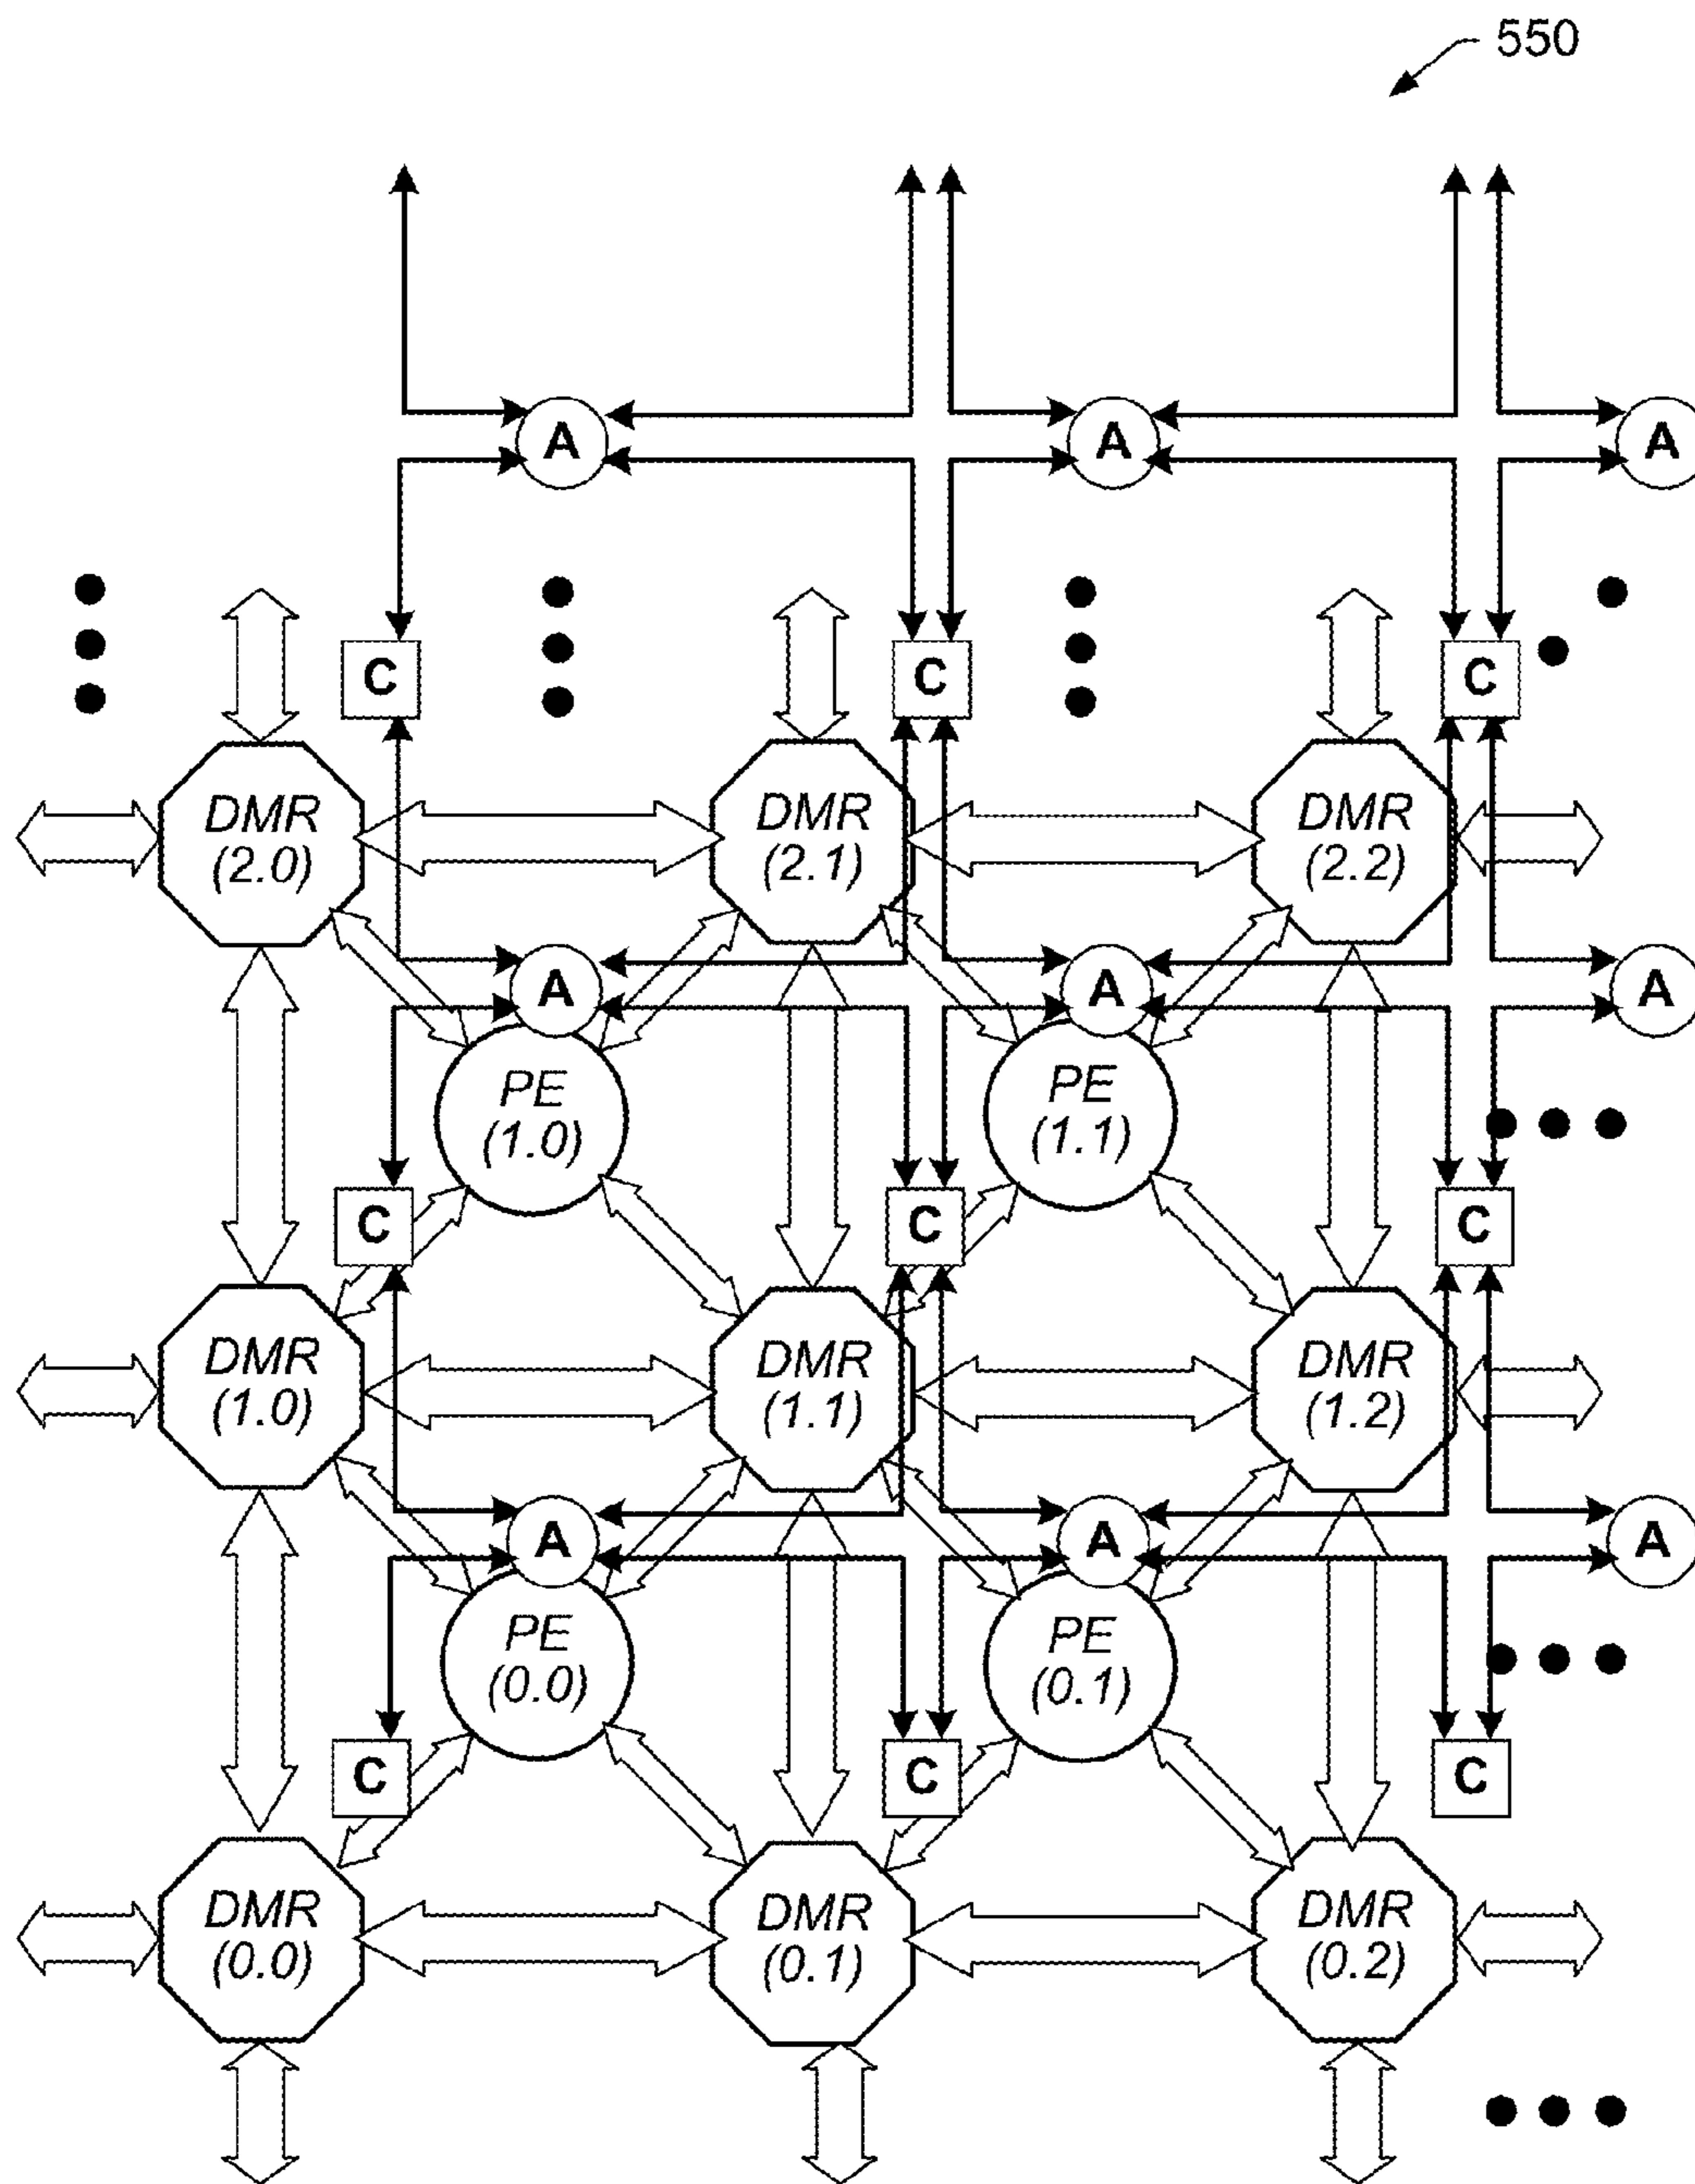 550
A A A
C C C
DMR DMR DMR
(2.0) (2.1) (2.2)
A A A
PE PE
(1.0) (1.1)
C C C
DMR DMR DMR
(1.0) (1.1) (1.2)
A A A
PE PE
(0.0) (0.1)
C C C
DMR DMR DMR
(0.0) (0.1) (0.2)